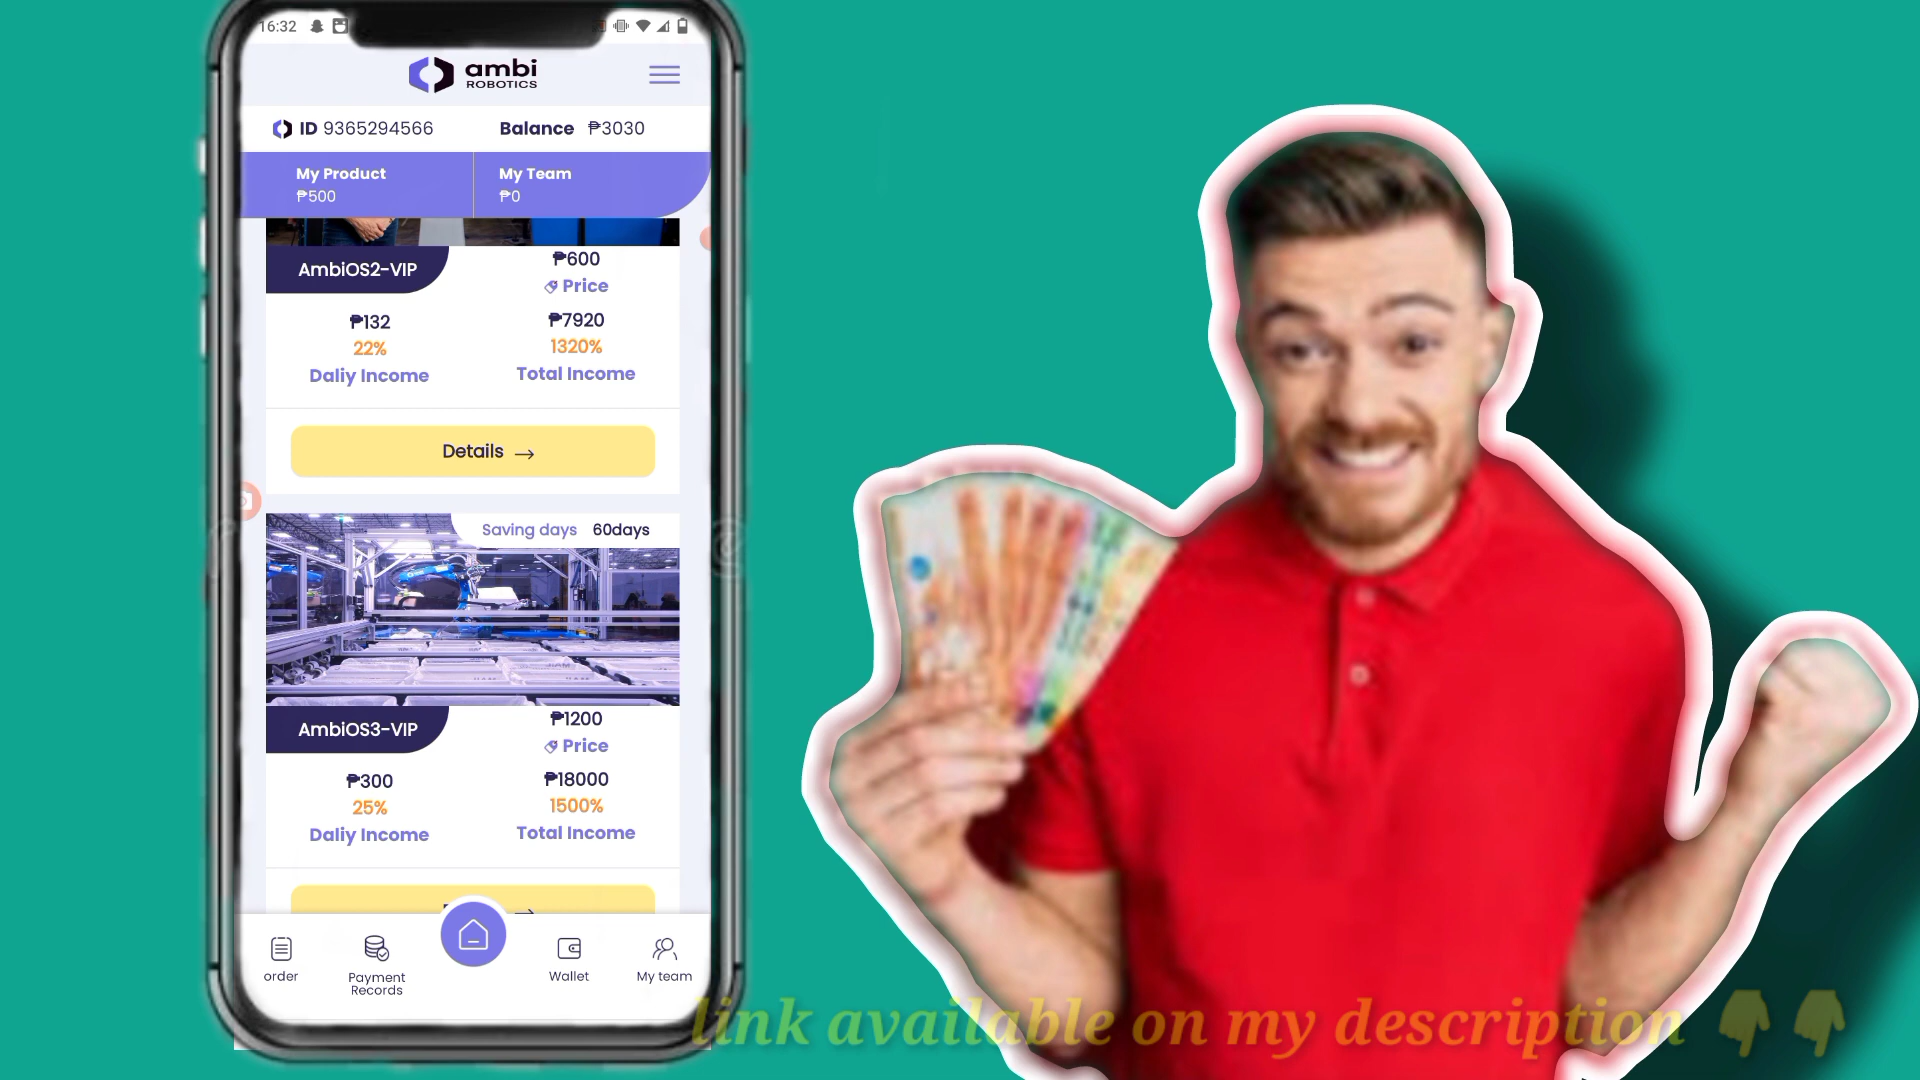 16:32
ambi
ROBOTICS
ID 9365294566
Balance ₱3030
My Product
₱500
My Team
₱0
AmbiOS2-VIP
₱600
Price
₱132
22%
Daliy Income
₱7920
1320%
Total Income
Details →
Saving days 60days
AmbiOS3-VIP
₱1200
Price
₱300
25%
Daliy Income
₱18000
1500%
Total Income
order
Payment
Records
Wallet
My team
link available on my description